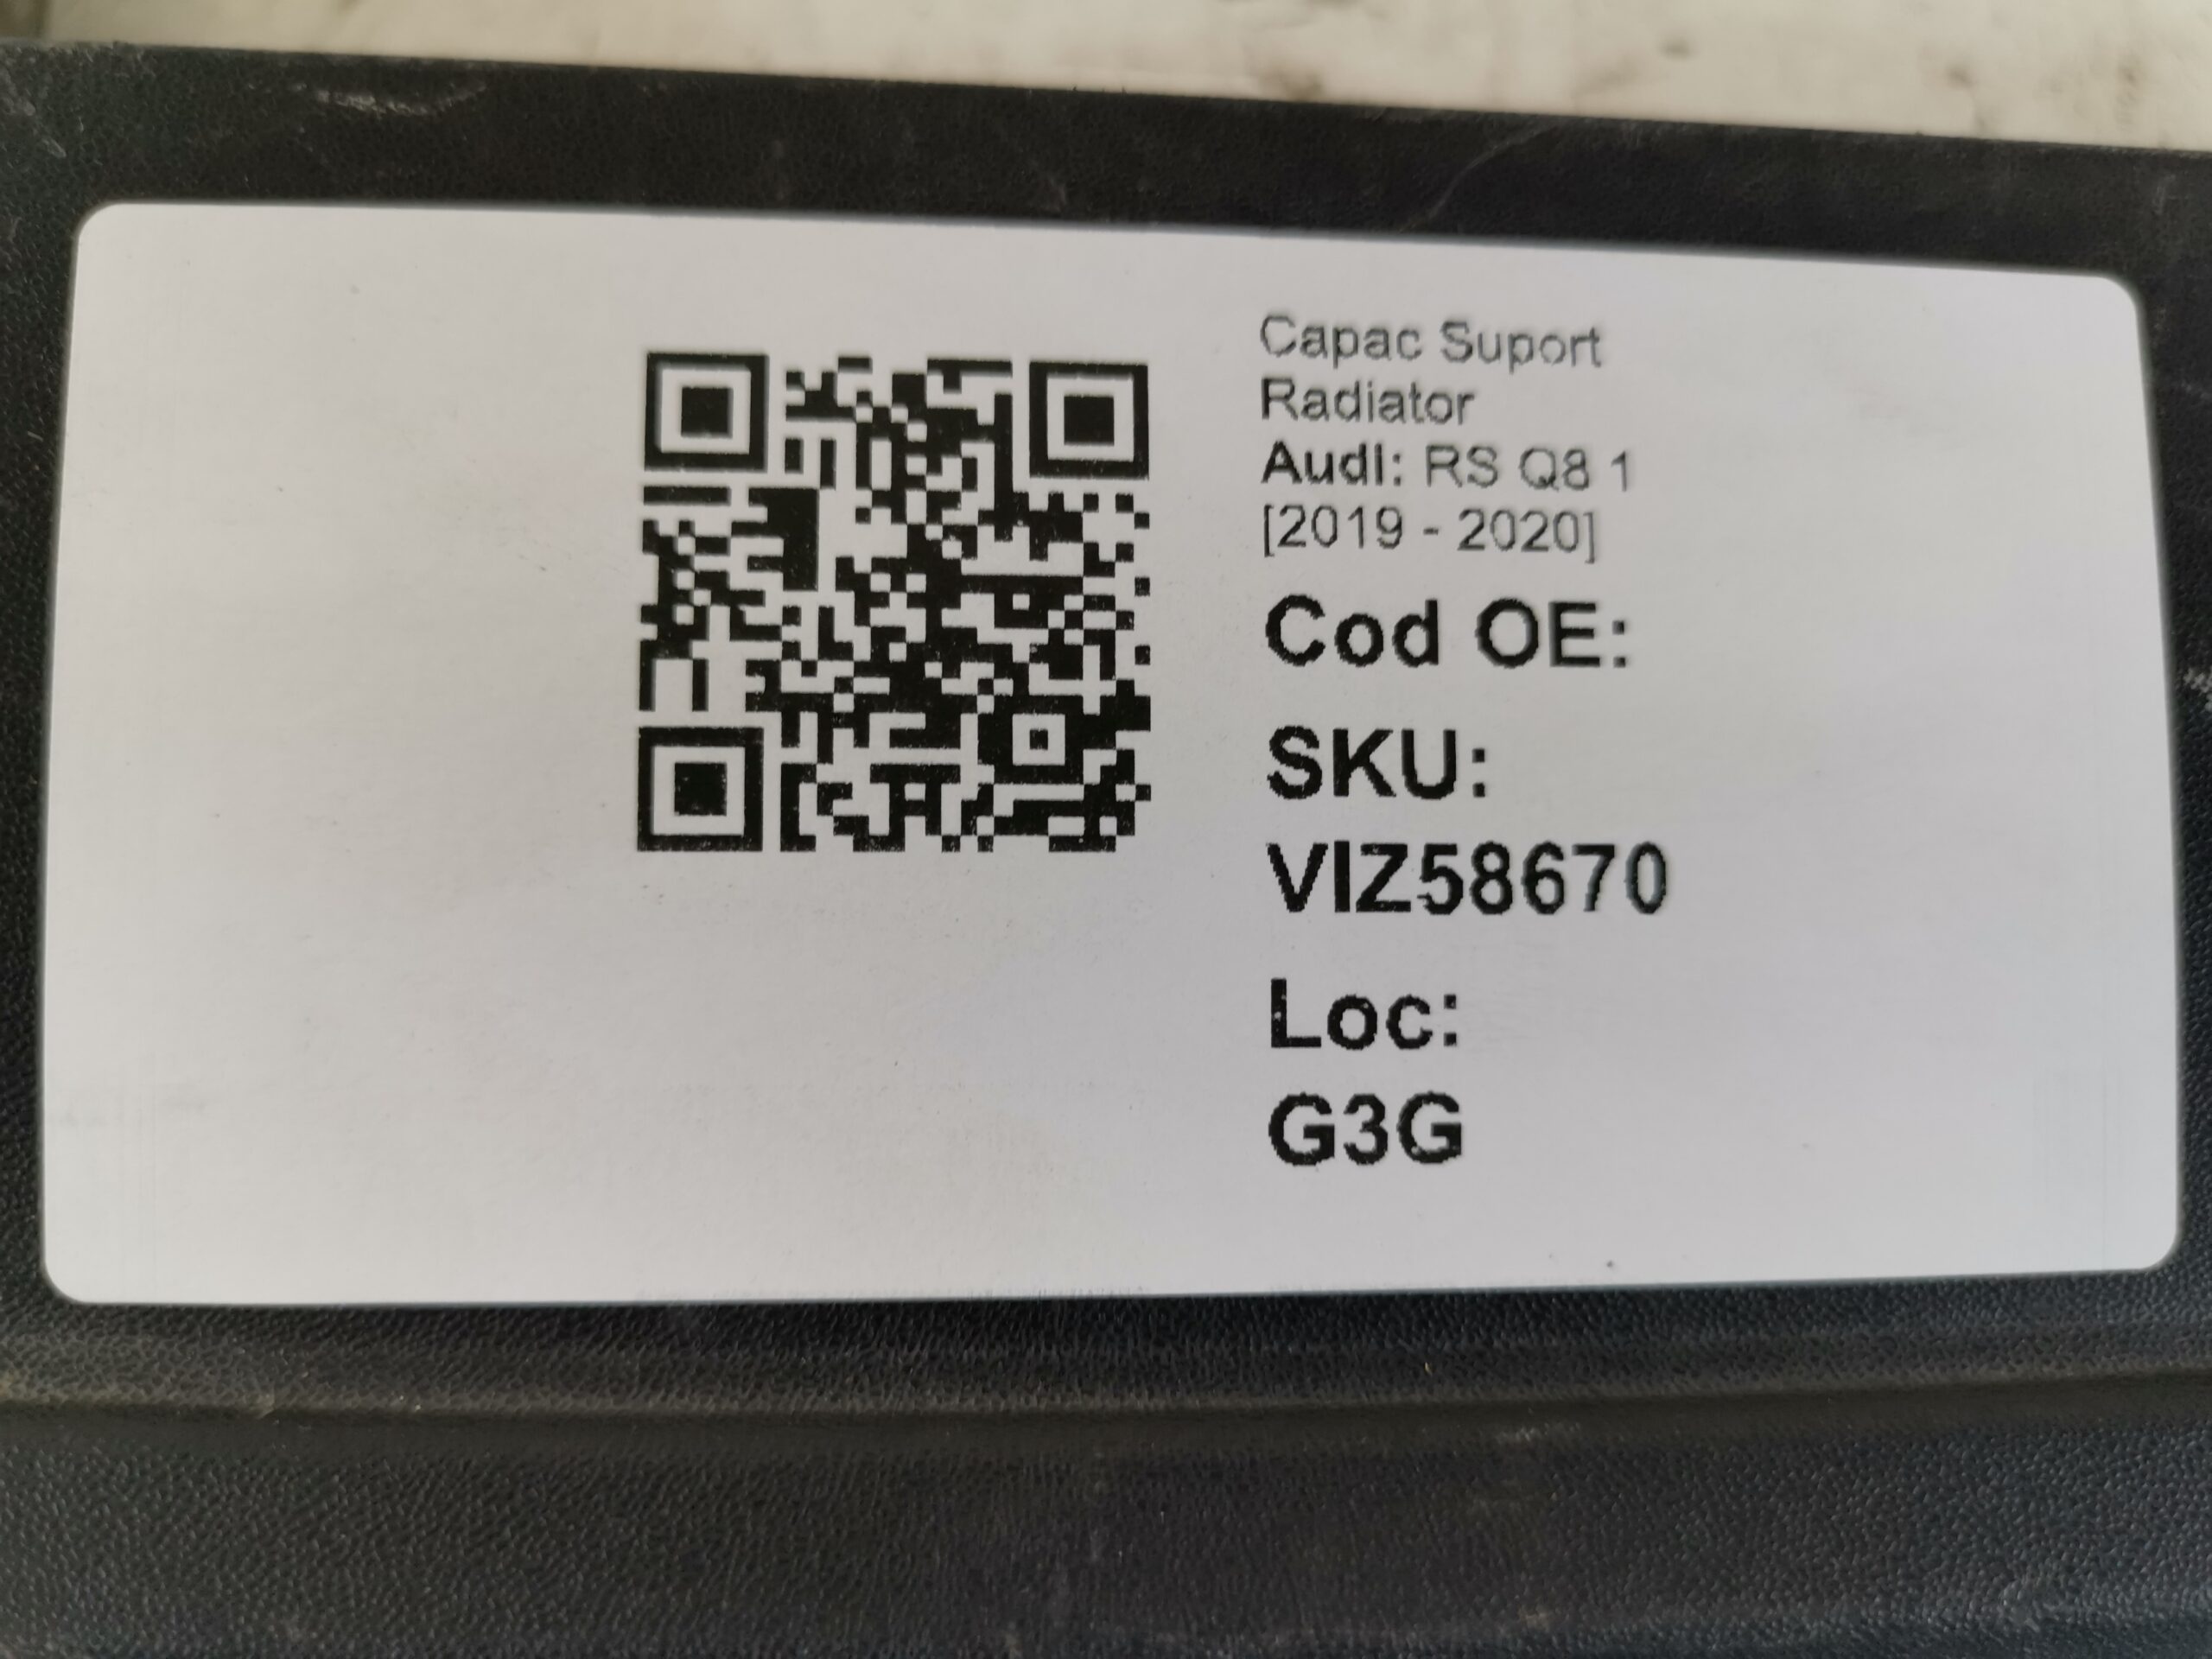 Capac Suport
Radiator
Audi: RS Q8 1
[2019 - 2020]
Cod OE:
SKU:
VIZ58670
Loc:
G3G